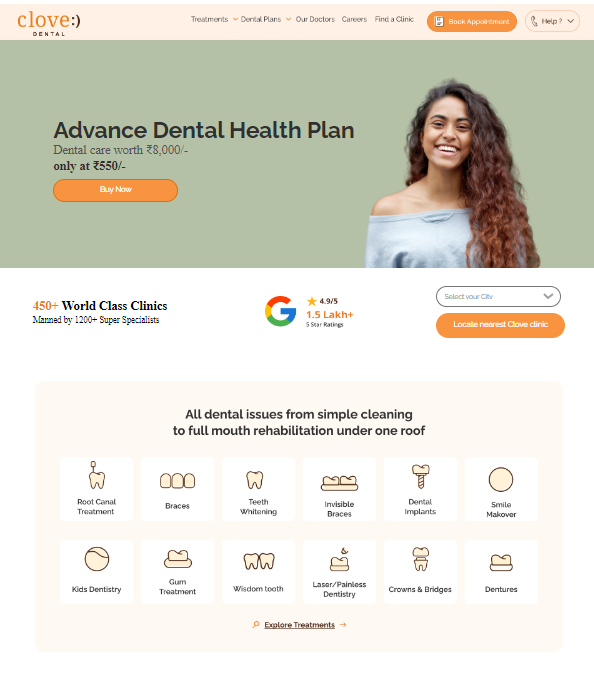 clove:)
DENTAL
Treatments Dental Plans Our Doctors Careers Find a Clinic Book Appointment Help ?
Advance Dental Health Plan
Dental care worth ₹8,000/-
only at ₹550/-
Buy Now
450+ World Class Clinics
Manned by 1200+ Super Specialists
4.9/5
1.5 Lakh+
5 Star Ratings
Select your City
Locate nearest Clove clinic
All dental issues from simple cleaning
to full mouth rehabilitation under one roof
Root Canal
Treatment
Braces
Teeth
Whitening
Invisible
Braces
Dental
Implants
Smile
Makover
Kids Dentistry
Gum
Treatment
Wisdom tooth
Laser/Painless
Dentistry
Crowns & Bridges
Dentures
Explore Treatments